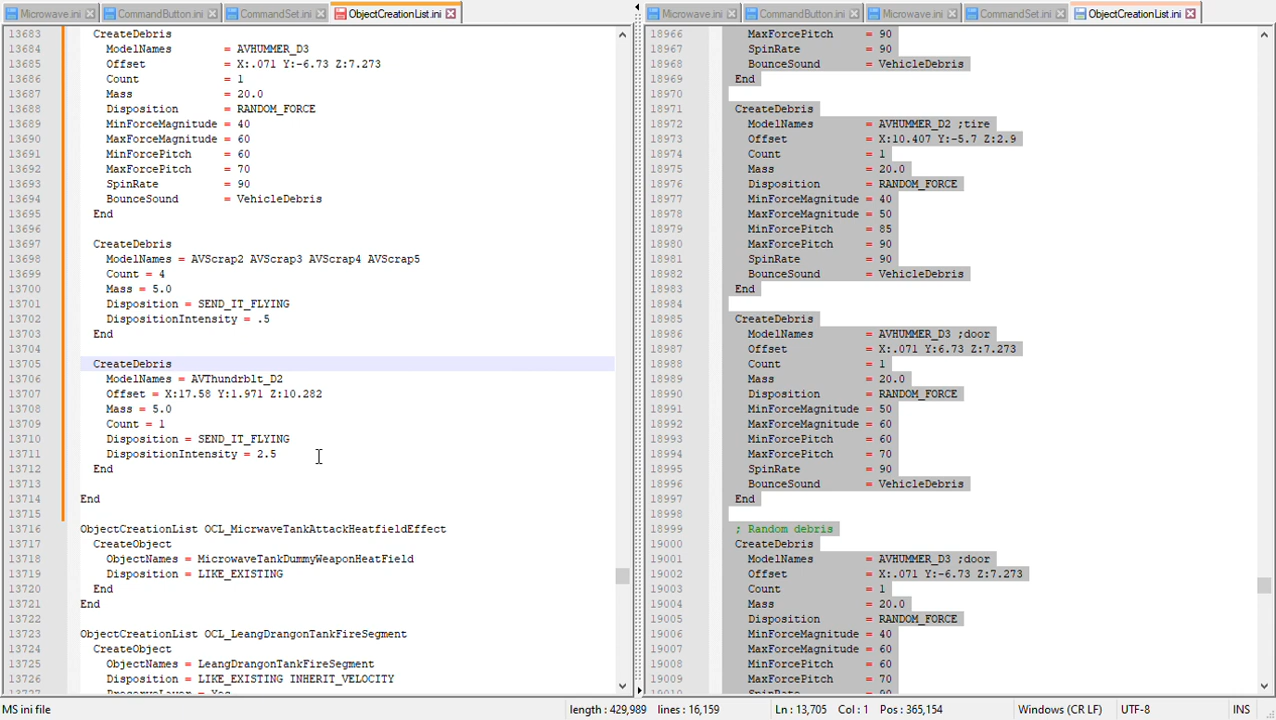 Microwave.ini CommandButton.ini CommandSet.ini ObjectCreationList.ini
13683 CreateDebris
13684 ModelNames = AVHUMMER_D3
13685 Offset = X:.071 Y:-6.73 Z:7.273
13686 Count = 1
13687 Mass = 20.0
13688 Disposition = RANDOM_FORCE
13689 MinForceMagnitude = 40
13690 MaxForceMagnitude = 60
13691 MinForcePitch = 60
13692 MaxForcePitch = 70
13693 SpinRate = 90
13694 BounceSound = VehicleDebris
13695 End
13696
13697 CreateDebris
13698 ModelNames = AVScrap2 AVScrap3 AVScrap4 AVScrap5
13699 Count = 4
13700 Mass = 5.0
13701 Disposition = SEND_IT_FLYING
13702 DispositionIntensity = .5
13703 End
13704
13705 CreateDebris
13706 ModelNames = AVThundrblt_D2
13707 Offset = X:17.58 Y:1.971 Z:10.282
13708 Mass = 5.0
13709 Count = 1
13710 Disposition = SEND_IT_FLYING
13711 DispositionIntensity = 2.5
13712 End
13713
13714 End
13715
13716 ObjectCreationList OCL_MicrwaveTankAttackHeatfieldEffect
13717 CreateObject
13718 ObjectNames = MicrowaveTankDummyWeaponHeatField
13719 Disposition = LIKE_EXISTING
13720 End
13721 End
13722
13723 ObjectCreationList OCL_LeangDrangonTankFireSegment
13724 CreateObject
13725 ObjectNames = LeangDrangonTankFireSegment
13726 Disposition = LIKE_EXISTING INHERIT_VELOCITY
13727 PreserveLayer = Yes
Microwave.ini CommandButton.ini Microwave.ini CommandSet.ini ObjectCreationList.ini
18966 MaxForcePitch = 90
18967 SpinRate = 90
18968 BounceSound = VehicleDebris
18969 End
18970
18971 CreateDebris
18972 ModelNames = AVHUMMER_D2 ;tire
18973 Offset = X:10.407 Y:-5.7 Z:2.9
18974 Count = 1
18975 Mass = 20.0
18976 Disposition = RANDOM_FORCE
18977 MinForceMagnitude = 40
18978 MaxForceMagnitude = 50
18979 MinForcePitch = 85
18980 MaxForcePitch = 90
18981 SpinRate = 90
18982 BounceSound = VehicleDebris
18983 End
18984
18985 CreateDebris
18986 ModelNames = AVHUMMER_D3 ;door
18987 Offset = X:.071 Y:6.73 Z:7.273
18988 Count = 1
18989 Mass = 20.0
18990 Disposition = RANDOM_FORCE
18991 MinForceMagnitude = 50
18992 MaxForceMagnitude = 60
18993 MinForcePitch = 60
18994 MaxForcePitch = 70
18995 SpinRate = 90
18996 BounceSound = VehicleDebris
18997 End
18998
18999 ; Random debris
19000 CreateDebris
19001 ModelNames = AVHUMMER_D3 ;door
19002 Offset = X:.071 Y:-6.73 Z:7.273
19003 Count = 1
19004 Mass = 20.0
19005 Disposition = RANDOM_FORCE
19006 MinForceMagnitude = 40
19007 MaxForceMagnitude = 60
19008 MinForcePitch = 60
19009 MaxForcePitch = 70
19010 SpinRate = 90
MS ini file length : 429,989 lines : 16,159 Ln : 13,705 Col : 1 Pos : 365,154 Windows (CR LF) UTF-8 INS